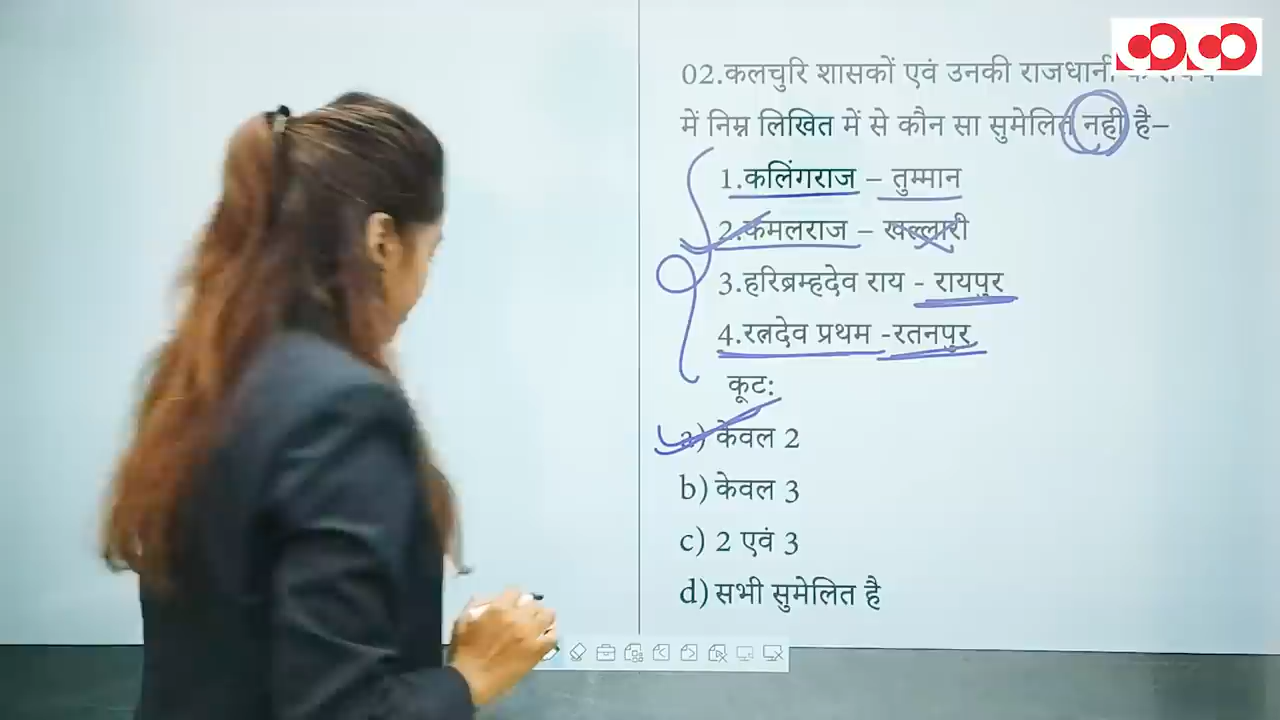 02.कलचुरि शासकों एवं उनकी राजधानी
में निम्न लिखित में से कौन सा सुमेलित नही है–
1.कलिंगराज – तुम्मान
2.कमलराज – खल्लारी
3.हरिब्रम्हदेव राय - रायपुर
4.रत्नदेव प्रथम -रतनपुर
कूट:
a) केवल 2
b) केवल 3
c) 2 एवं 3
d) सभी सुमेलित है